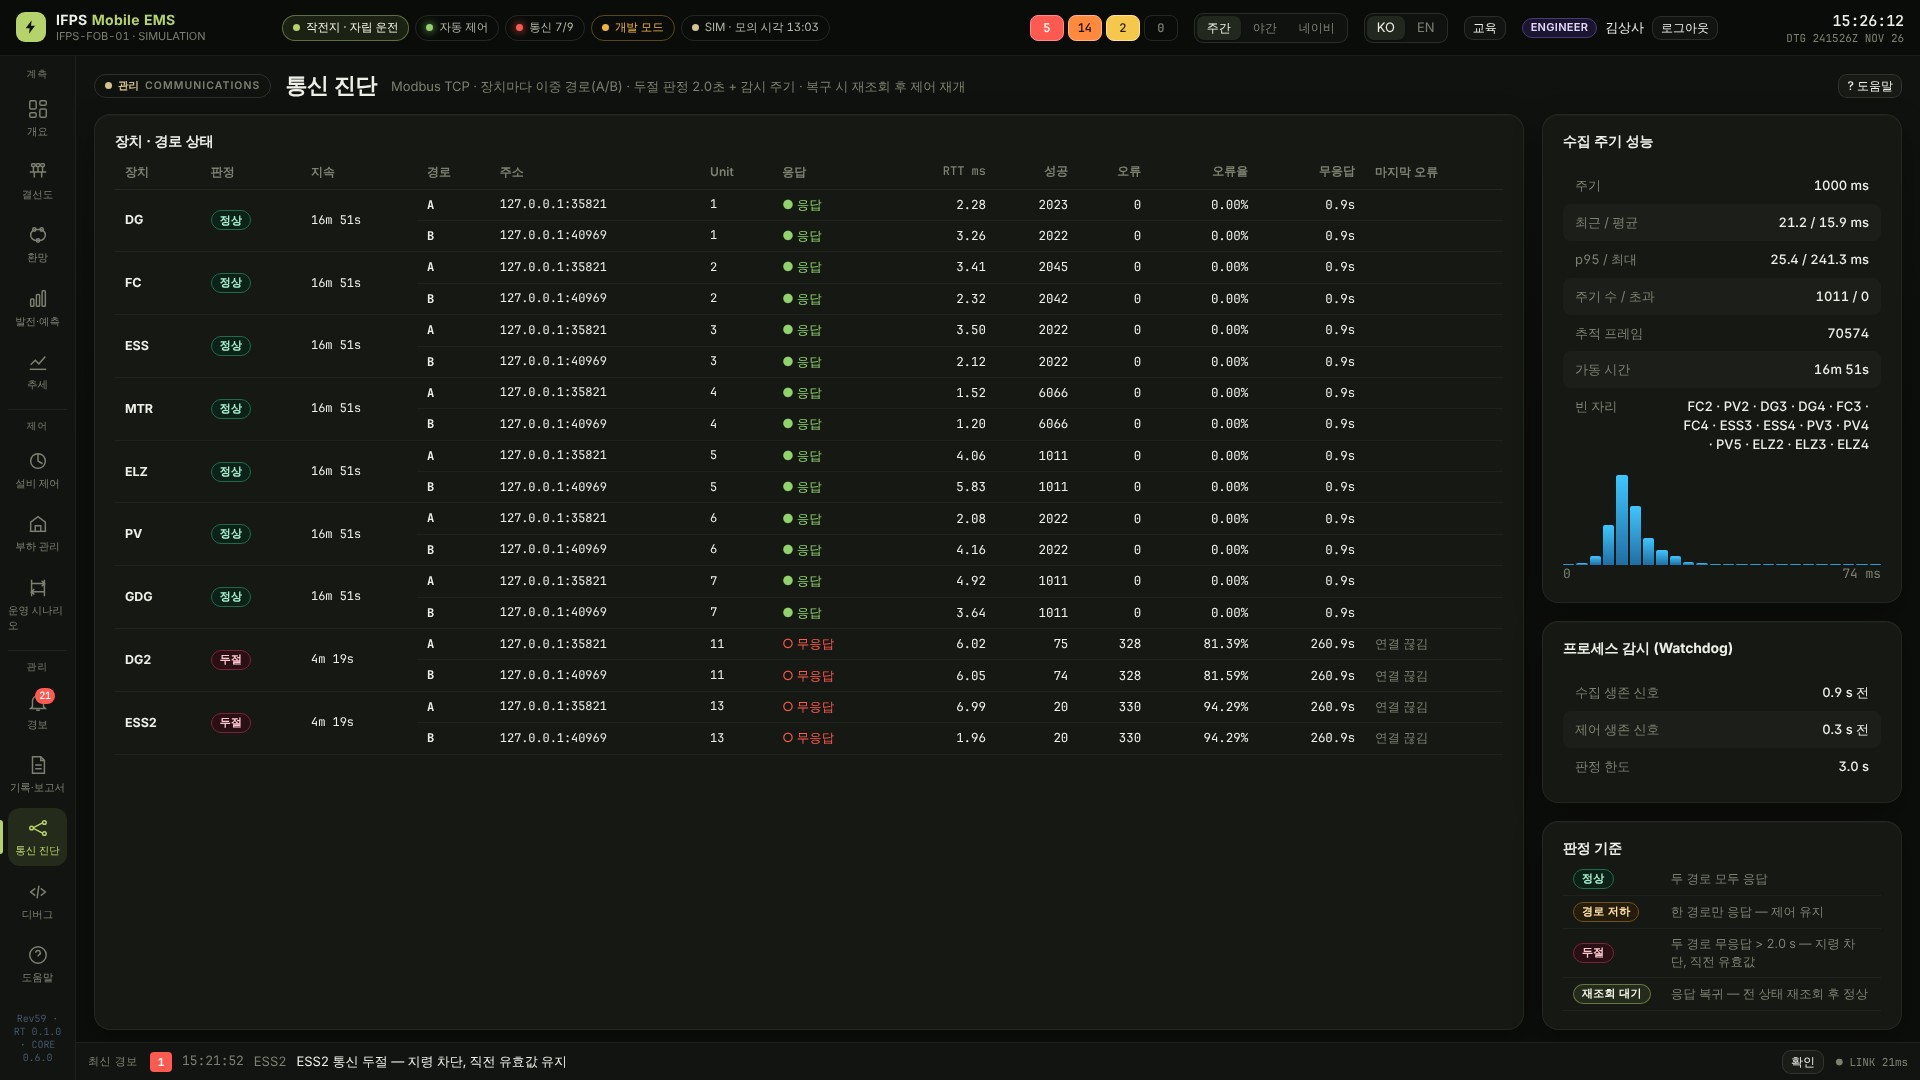 IFPS Mobile EMS
IFPS-FOB-01 · SIMULATION
작전지 · 자립 운전
자동 제어
통신 7/9
개발 모드
SIM · 모의 시각 13:03
5
14
2
0
주간
야간
네이비
KO
EN
교육
ENGINEER
김상사
로그아웃
15:26:12
DTG 241526Z NOV 26
계측
개요
결선도
환망
발전·예측
추세
제어
설비 제어
부하 관리
운영 시나리
오
관리
21
경보
기록·보고서
통신 진단
디버그
도움말
Rev59 ·
RT 0.1.0
· CORE
0.6.0
관리 COMMUNICATIONS
통신 진단
Modbus TCP · 장치마다 이중 경로(A/B) · 두절 판정 2.0초 + 감시 주기 · 복구 시 재조회 후 제어 재개
? 도움말
장치 · 경로 상태
장치 판정 지속 경로 주소 Unit 응답 RTT ms 성공 오류 오류율 무응답 마지막 오류
DG 정상 16m 51s A 127.0.0.1:35821 1 응답 2.28 2023 0 0.00% 0.9s
B 127.0.0.1:40969 1 응답 3.26 2022 0 0.00% 0.9s
FC 정상 16m 51s A 127.0.0.1:35821 2 응답 3.41 2045 0 0.00% 0.9s
B 127.0.0.1:40969 2 응답 2.32 2042 0 0.00% 0.9s
ESS 정상 16m 51s A 127.0.0.1:35821 3 응답 3.50 2022 0 0.00% 0.9s
B 127.0.0.1:40969 3 응답 2.12 2022 0 0.00% 0.9s
MTR 정상 16m 51s A 127.0.0.1:35821 4 응답 1.52 6066 0 0.00% 0.9s
B 127.0.0.1:40969 4 응답 1.20 6066 0 0.00% 0.9s
ELZ 정상 16m 51s A 127.0.0.1:35821 5 응답 4.06 1011 0 0.00% 0.9s
B 127.0.0.1:40969 5 응답 5.83 1011 0 0.00% 0.9s
PV 정상 16m 51s A 127.0.0.1:35821 6 응답 2.08 2022 0 0.00% 0.9s
B 127.0.0.1:40969 6 응답 4.16 2022 0 0.00% 0.9s
GDG 정상 16m 51s A 127.0.0.1:35821 7 응답 4.92 1011 0 0.00% 0.9s
B 127.0.0.1:40969 7 응답 3.64 1011 0 0.00% 0.9s
DG2 두절 4m 19s A 127.0.0.1:35821 11 무응답 6.02 75 328 81.39% 260.9s 연결 끊김
B 127.0.0.1:40969 11 무응답 6.05 74 328 81.59% 260.9s 연결 끊김
ESS2 두절 4m 19s A 127.0.0.1:35821 13 무응답 6.99 20 330 94.29% 260.9s 연결 끊김
B 127.0.0.1:40969 13 무응답 1.96 20 330 94.29% 260.9s 연결 끊김
수집 주기 성능
주기 1000 ms
최근 / 평균 21.2 / 15.9 ms
p95 / 최대 25.4 / 241.3 ms
주기 수 / 초과 1011 / 0
추적 프레임 70574
가동 시간 16m 51s
빈 자리 FC2 · PV2 · DG3 · DG4 · FC3 ·
FC4 · ESS3 · ESS4 · PV3 · PV4
· PV5 · ELZ2 · ELZ3 · ELZ4
0 74 ms
프로세스 감시 (Watchdog)
수집 생존 신호 0.9 s 전
제어 생존 신호 0.3 s 전
판정 한도 3.0 s
판정 기준
정상 두 경로 모두 응답
경로 저하 한 경로만 응답 — 제어 유지
두절 두 경로 무응답 > 2.0 s — 지령 차
단, 직전 유효값
재조회 대기 응답 복귀 — 전 상태 재조회 후 정상
최신 경보 1 15:21:52 ESS2 ESS2 통신 두절 — 지령 차단, 직전 유효값 유지
확인
LINK 21ms